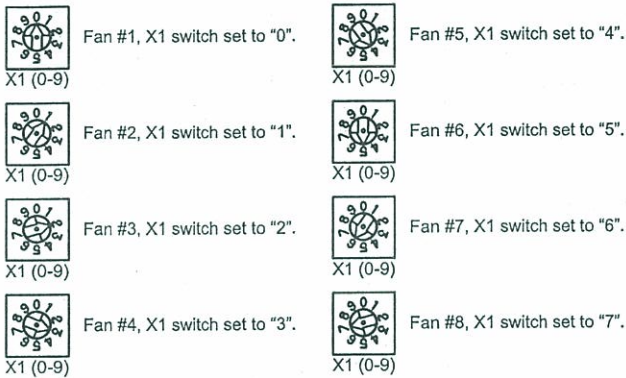 Fan #1, X1 switch set to "0".
X1 (0-9)
Fan #2, X1 switch set to "1".
X1 (0-9)
Fan #3, X1 switch set to "2".
X1 (0-9)
Fan #4, X1 switch set to "3".
X1 (0-9)
Fan #5, X1 switch set to "4".
X1 (0-9)
Fan #6, X1 switch set to "5".
X1 (0-9)
Fan #7, X1 switch set to "6".
X1 (0-9)
Fan #8, X1 switch set to "7".
X1 (0-9)